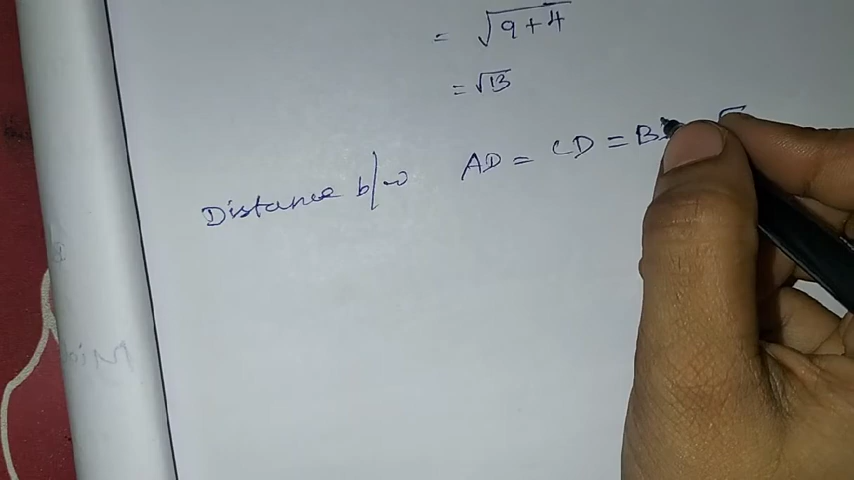 = √9+4
= √13
Distance b/w AD = CD = B